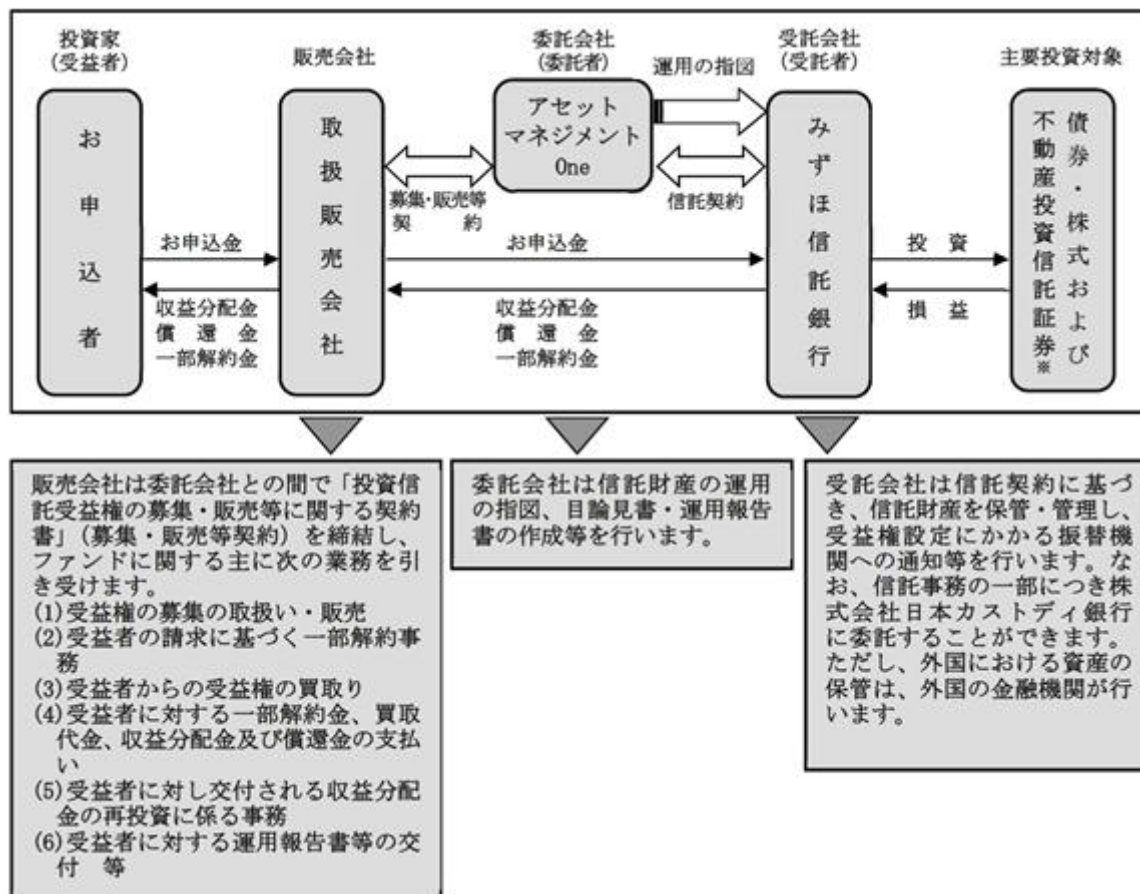 投資家
(受益者)
販売会社
委託会社
(委託者)
運用の指図
受託会社
(受託者)
主要投資対象
お申込者
取扱販売会社
アセット
マネジメント
One
みずほ信託銀行
債券・株式および
不動産投資信託証券※
募集・販売等
契　約
信託契約
お申込金
お申込金
投　資
収益分配金
償　還　金
一部解約金
収益分配金
償　還　金
一部解約金
損　益
販売会社は委託会社との間で「投資信
託受益権の募集・販売等に関する契約
書」（募集・販売等契約）を締結し、
ファンドに関する主に次の業務を引
き受けます。
(1)受益権の募集の取扱い・販売
(2)受益者の請求に基づく一部解約事
務
(3)受益者からの受益権の買取り
(4)受益者に対する一部解約金、買取
代金、収益分配金及び償還金の支払
い
(5)受益者に対し交付される収益分配
金の再投資に係る事務
(6)受益者に対する運用報告書等の交
付　等
委託会社は信託財産の運用
の指図、目論見書・運用報告
書の作成等を行います。
受託会社は信託契約に基づ
き、信託財産を保管・管理し、
受益権設定にかかる振替機
関への通知等を行います。な
お、信託事務の一部につき株
式会社日本カストディ銀行
に委託することができます。
ただし、外国における資産の
保管は、外国の金融機関が行
います。